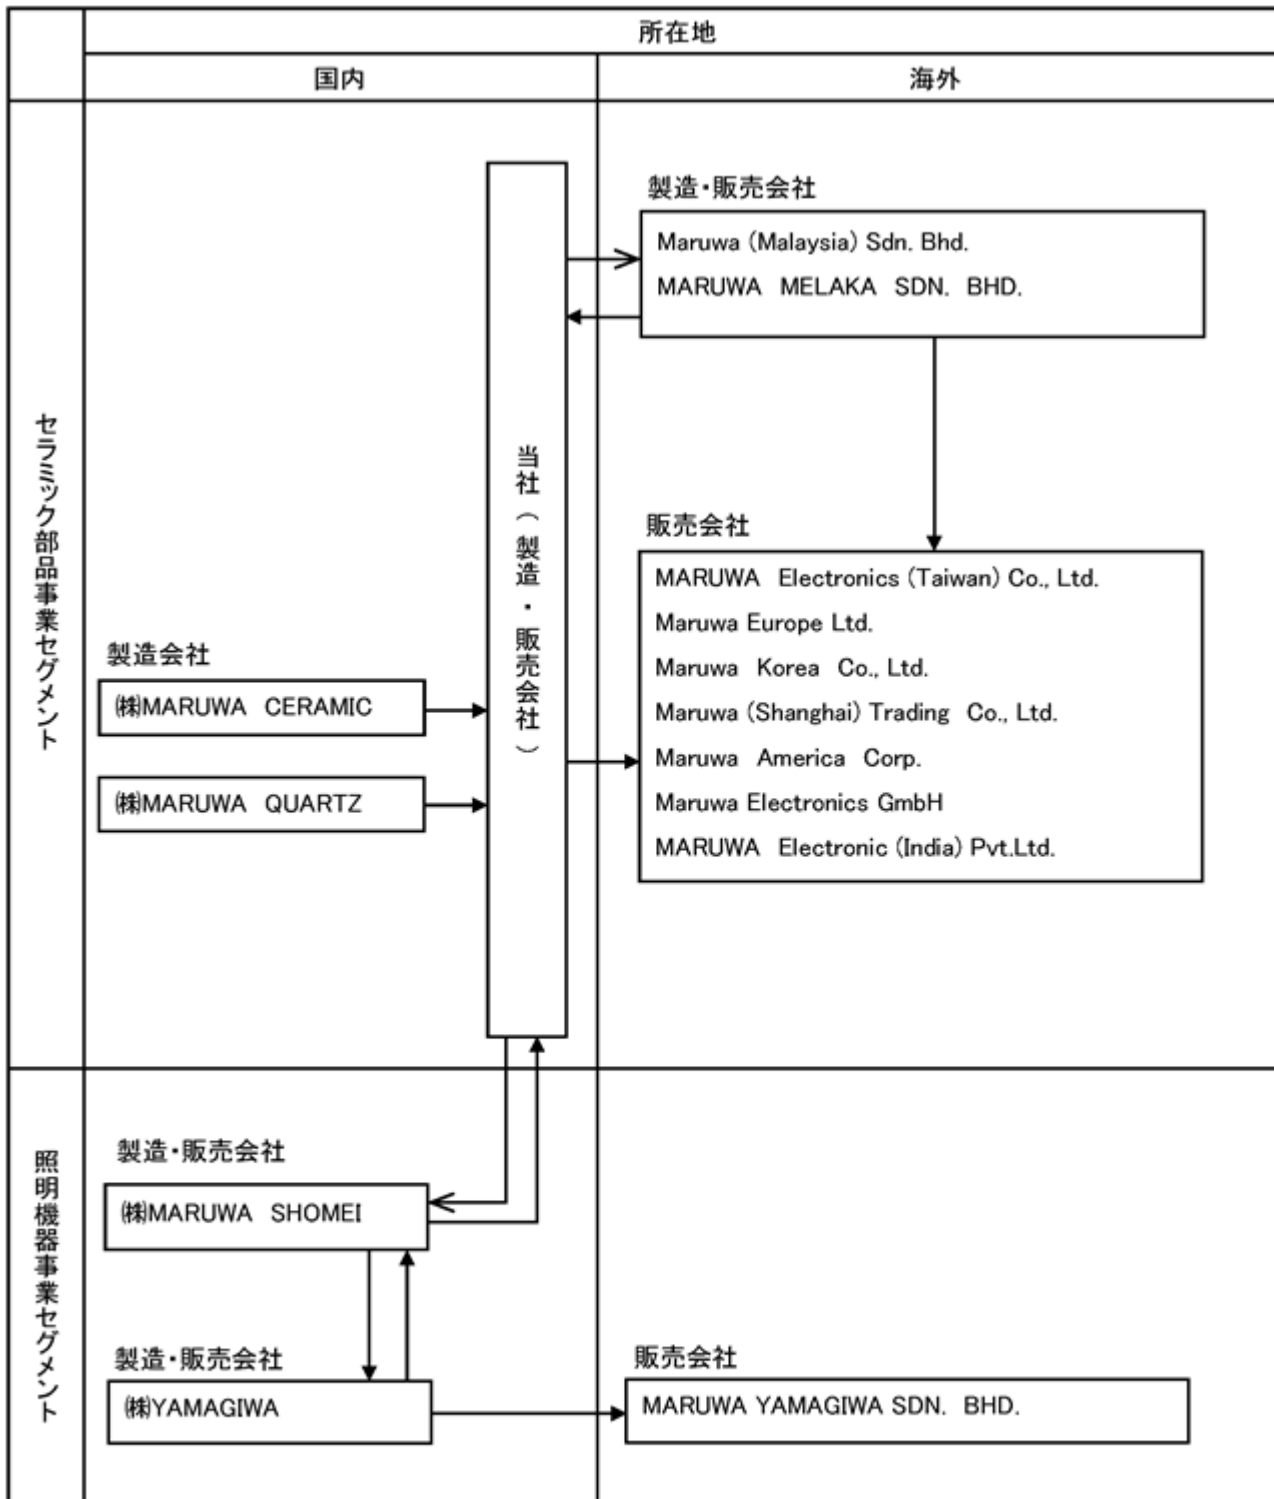 所在地
国内
海外
セラミック部品事業セグメント
製造・販売会社
Maruwa (Malaysia) Sdn. Bhd.
MARUWA MELAKA SDN. BHD.
当社（製造・販売会社）
販売会社
MARUWA Electronics (Taiwan) Co., Ltd.
Maruwa Europe Ltd.
Maruwa Korea Co., Ltd.
Maruwa (Shanghai) Trading Co., Ltd.
Maruwa America Corp.
Maruwa Electronics GmbH
MARUWA Electronic (India) Pvt.Ltd.
製造会社
㈱MARUWA CERAMIC
㈱MARUWA QUARTZ
照明機器事業セグメント
製造・販売会社
㈱MARUWA SHOMEI
製造・販売会社
㈱YAMAGIWA
販売会社
MARUWA YAMAGIWA SDN. BHD.